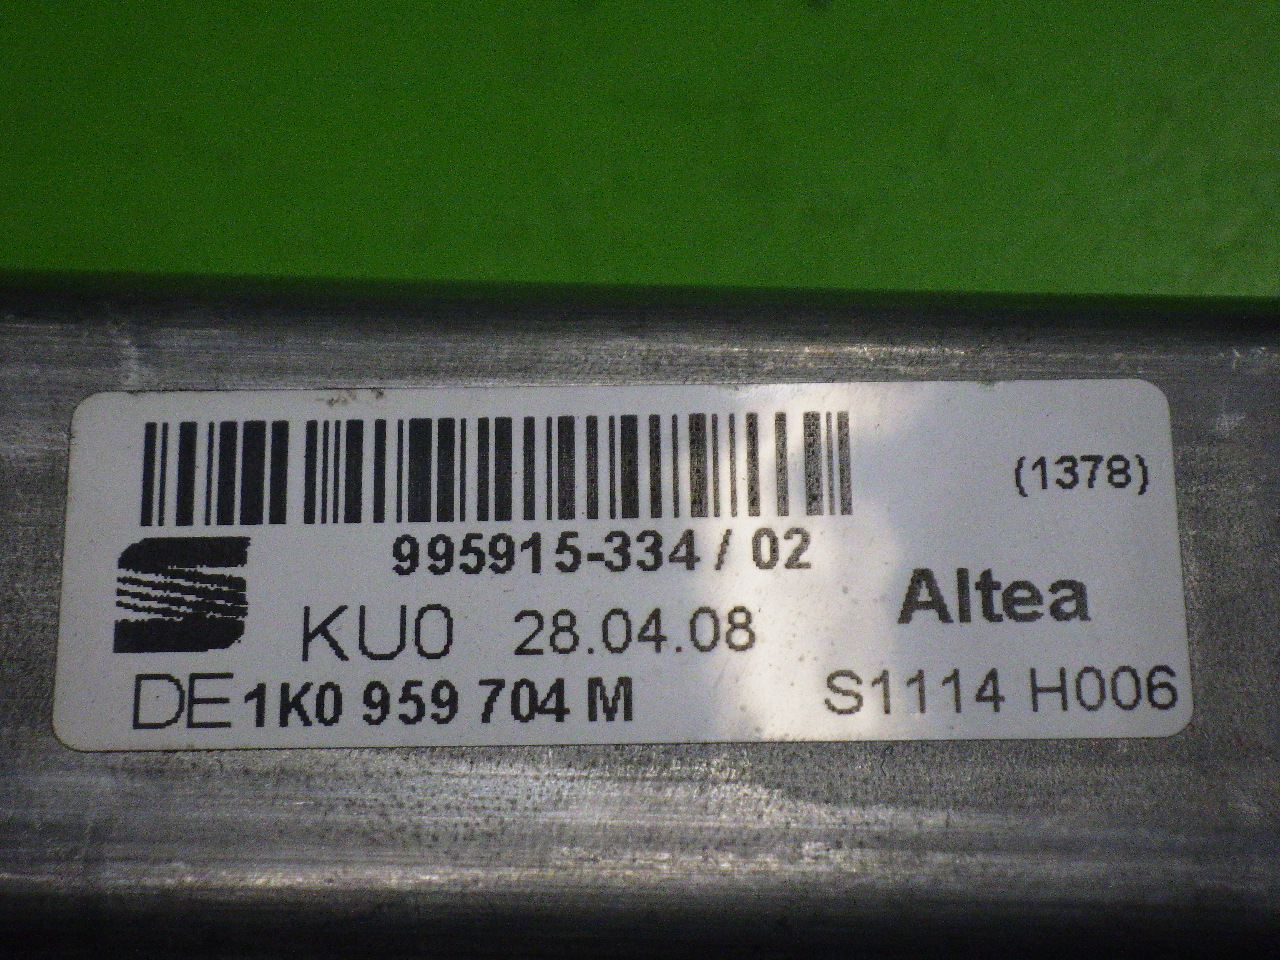 (1378)
995915-334 / 02
Altea
KU0 28.04.08
DE 1K0 959 704 M
S1114 H006